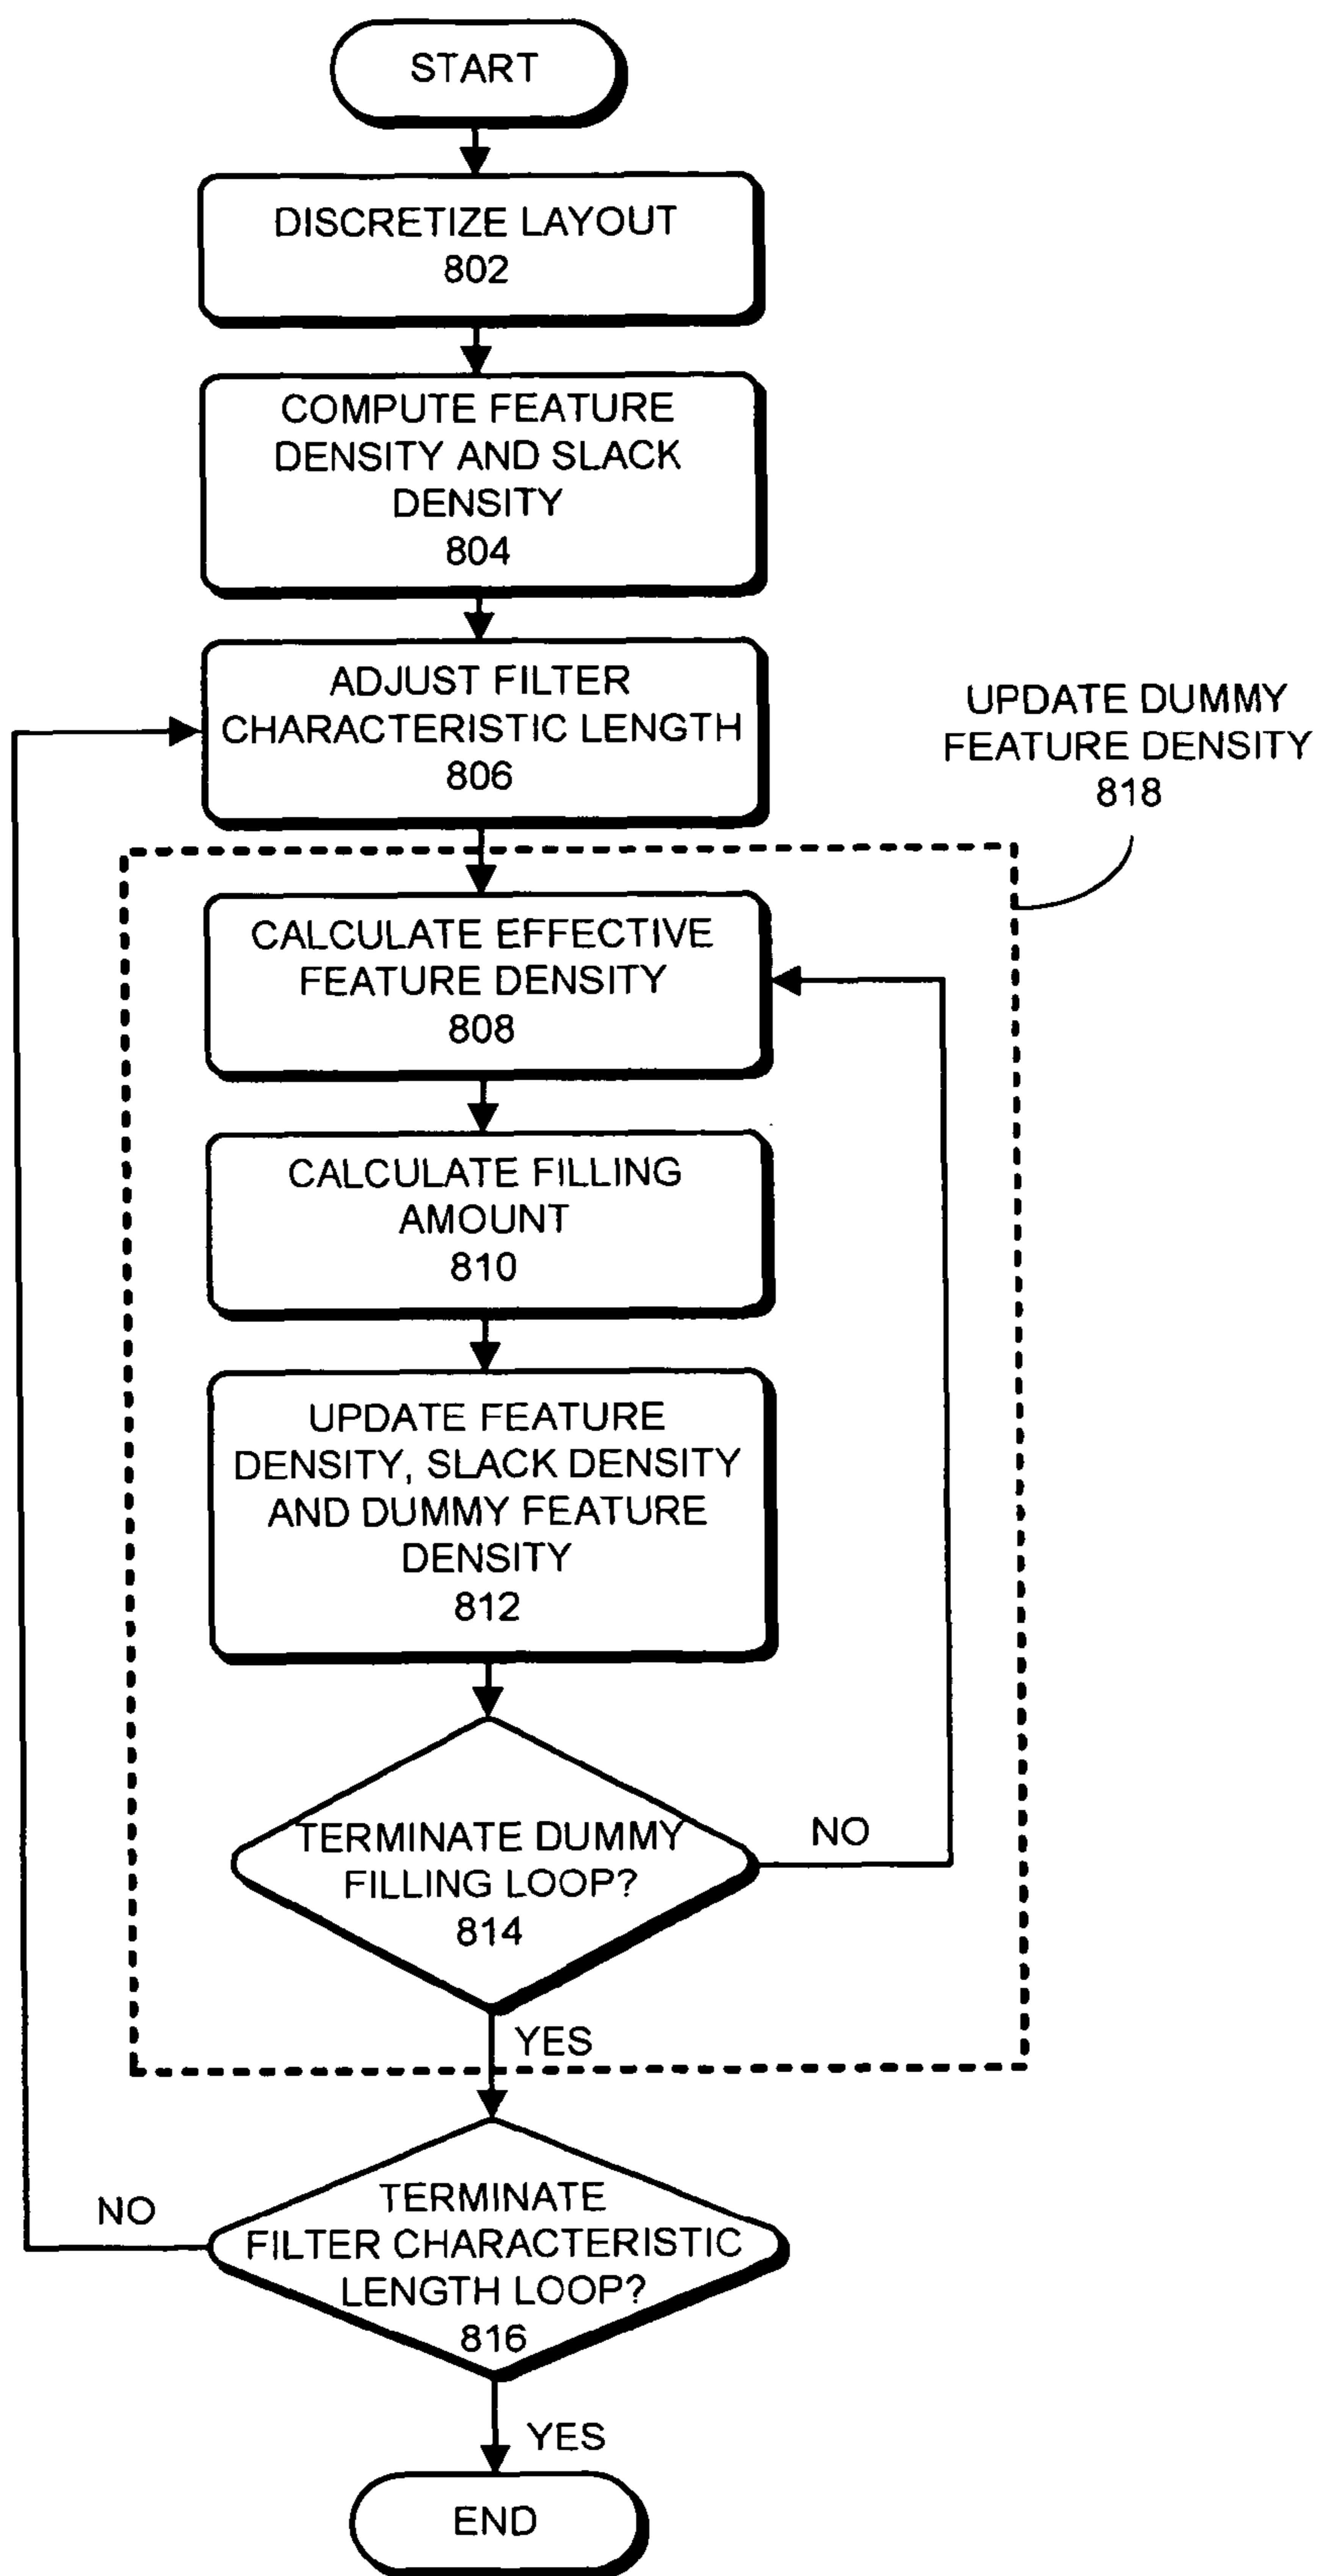 START
DISCRETIZE LAYOUT
802
COMPUTE FEATURE
DENSITY AND SLACK
DENSITY
804
ADJUST FILTER
CHARACTERISTIC LENGTH
806
UPDATE DUMMY
FEATURE DENSITY
818
CALCULATE EFFECTIVE
FEATURE DENSITY
808
CALCULATE FILLING
AMOUNT
810
UPDATE FEATURE
DENSITY, SLACK DENSITY
AND DUMMY FEATURE
DENSITY
812
TERMINATE DUMMY
FILLING LOOP?
814
NO
YES
TERMINATE
FILTER CHARACTERISTIC
LENGTH LOOP?
816
NO
YES
END